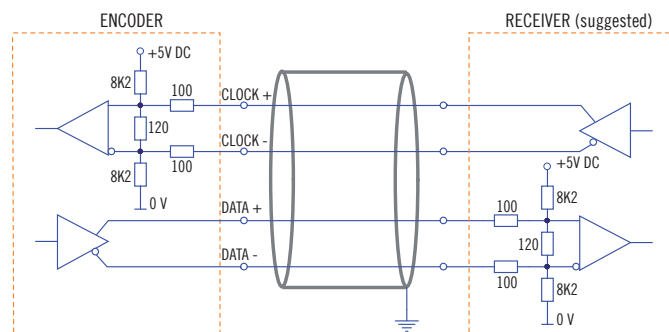 ENCODER
RECEIVER (suggested)
+5V DC
8K2
100
CLOCK +
120
CLOCK -
100
8K2
0 V
+5V DC
8K2
DATA +
100
120
DATA -
100
8K2
0 V